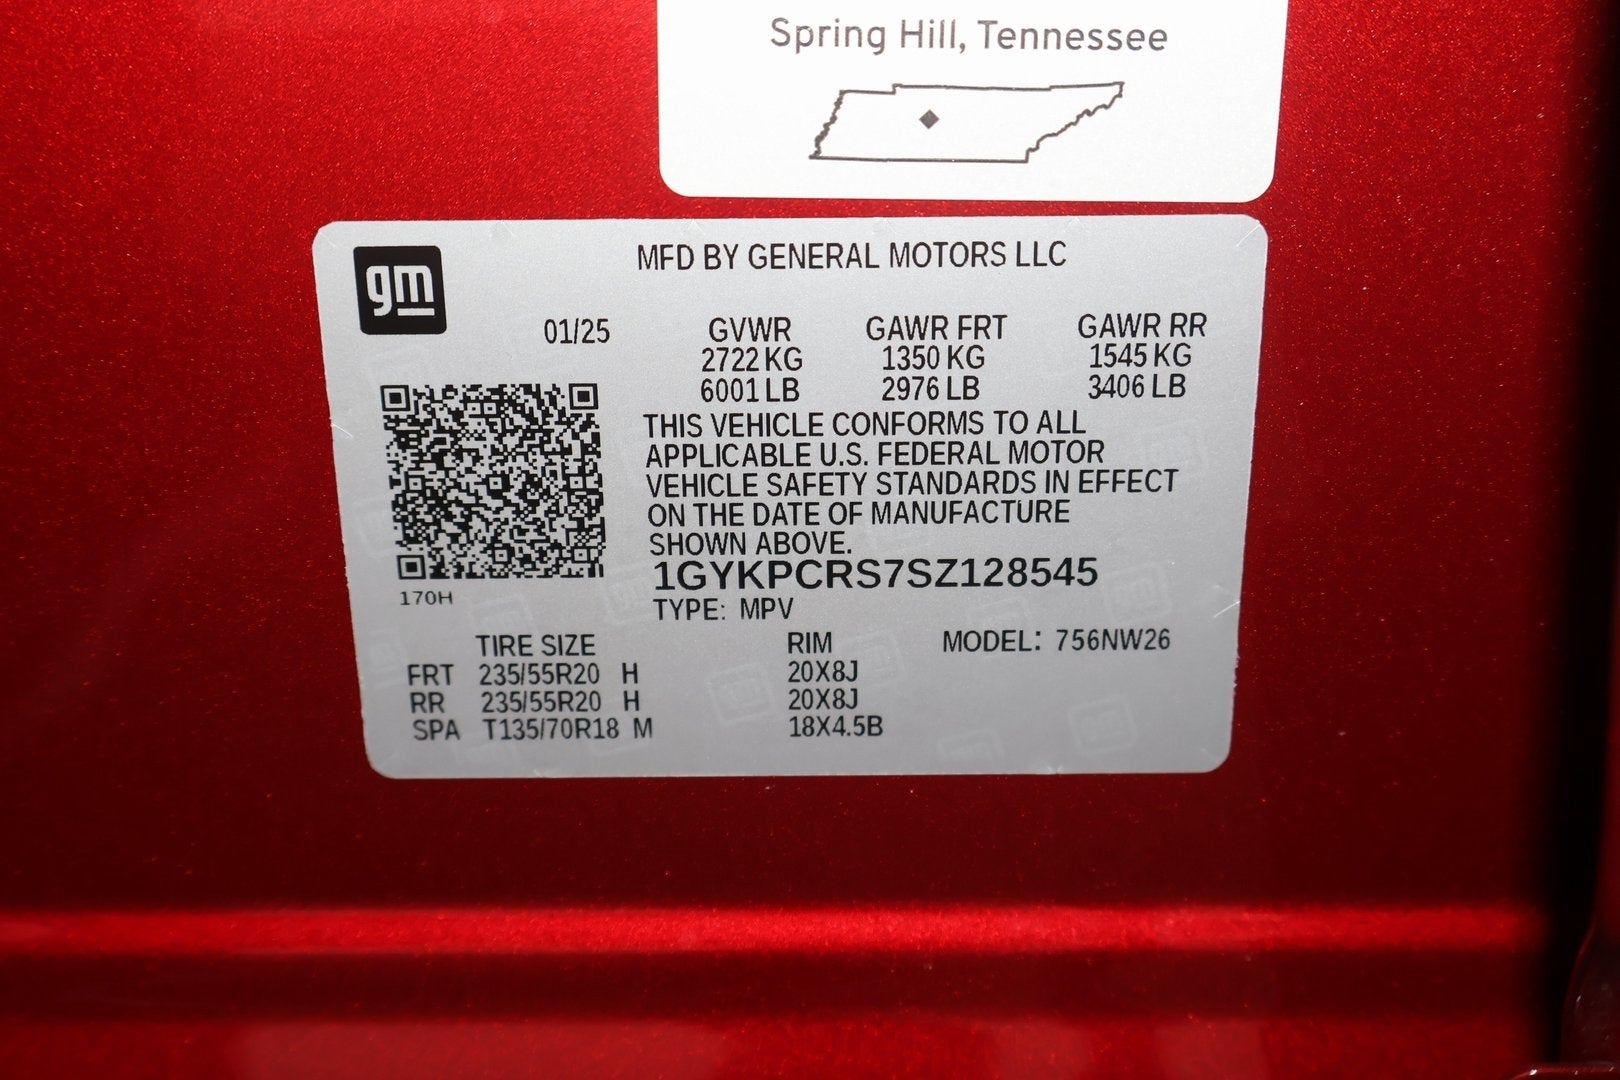 Spring Hill, Tennessee
gm
MFD BY GENERAL MOTORS LLC
01/25 GVWR GAWR FRT GAWR RR
2722 KG 1350 KG 1545 KG
6001 LB 2976 LB 3406 LB
THIS VEHICLE CONFORMS TO ALL
APPLICABLE U.S. FEDERAL MOTOR
VEHICLE SAFETY STANDARDS IN EFFECT
ON THE DATE OF MANUFACTURE
SHOWN ABOVE.
1GYKPCRS7SZ128545
170H
TYPE: MPV
TIRE SIZE RIM MODEL: 756NW26
FRT 235/55R20 H 20X8J
RR 235/55R20 H 20X8J
SPA T135/70R18 M 18X4.5B